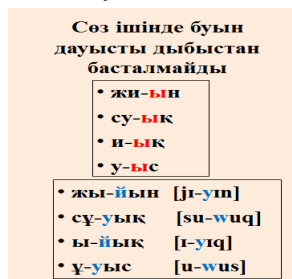 Сөз ішінде буын
дауысты дыбыстан
басталмайды
• жи-ын
• су-ық
• и-ық
• у-ыс
• жы-йын [jı-yın]
• сұ-уық [su-wuq]
• ы-йық [ı-yıq]
• ұ-уыс [u-wus]